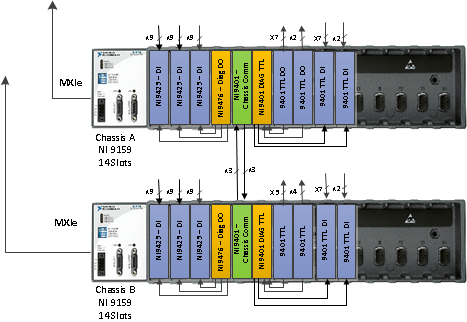 x9
x9
x9
x7
x2
x7
x2
MXIe
NI9425 – DI
NI9425 – DI
NI9425 – DI
NI9476 – Diag DO
NI9401 –
Chassis Comm
NI9401 DIAG TTL
9401 TTL DO
9401 TTL DO
9401 TTL DI
9401 TTL DI
Chassis A
NI 9159
14Slots
x3
x3
x9
x9
x9
x5
x4
x7
x2
MXIe
NI9425 – DI
NI9425 – DI
NI9425 – DI
NI9476 – Diag DO
NI9401 –
Chassis Comm
NI9401 DIAG TTL
9401 TTL
9401 TTL
9401 TTL DI
9401 TTL DI
Chassis B
NI 9159
14Slots